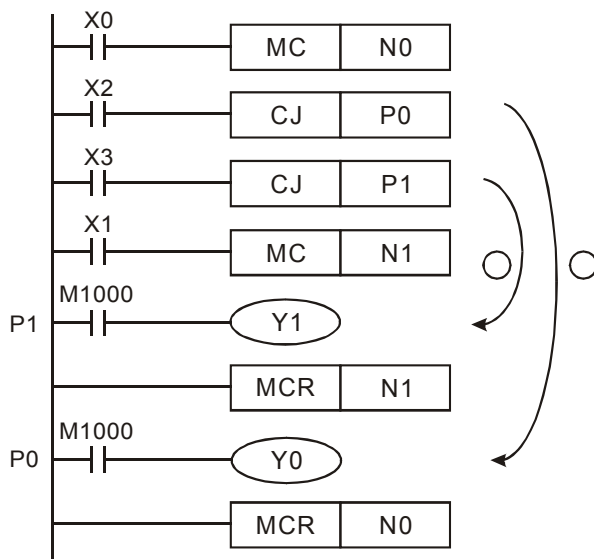 X0
MC N0
X2
CJ P0
X3
CJ P1
X1
MC N1
M1000
P1 Y1
MCR N1
M1000
P0 Y0
MCR N0